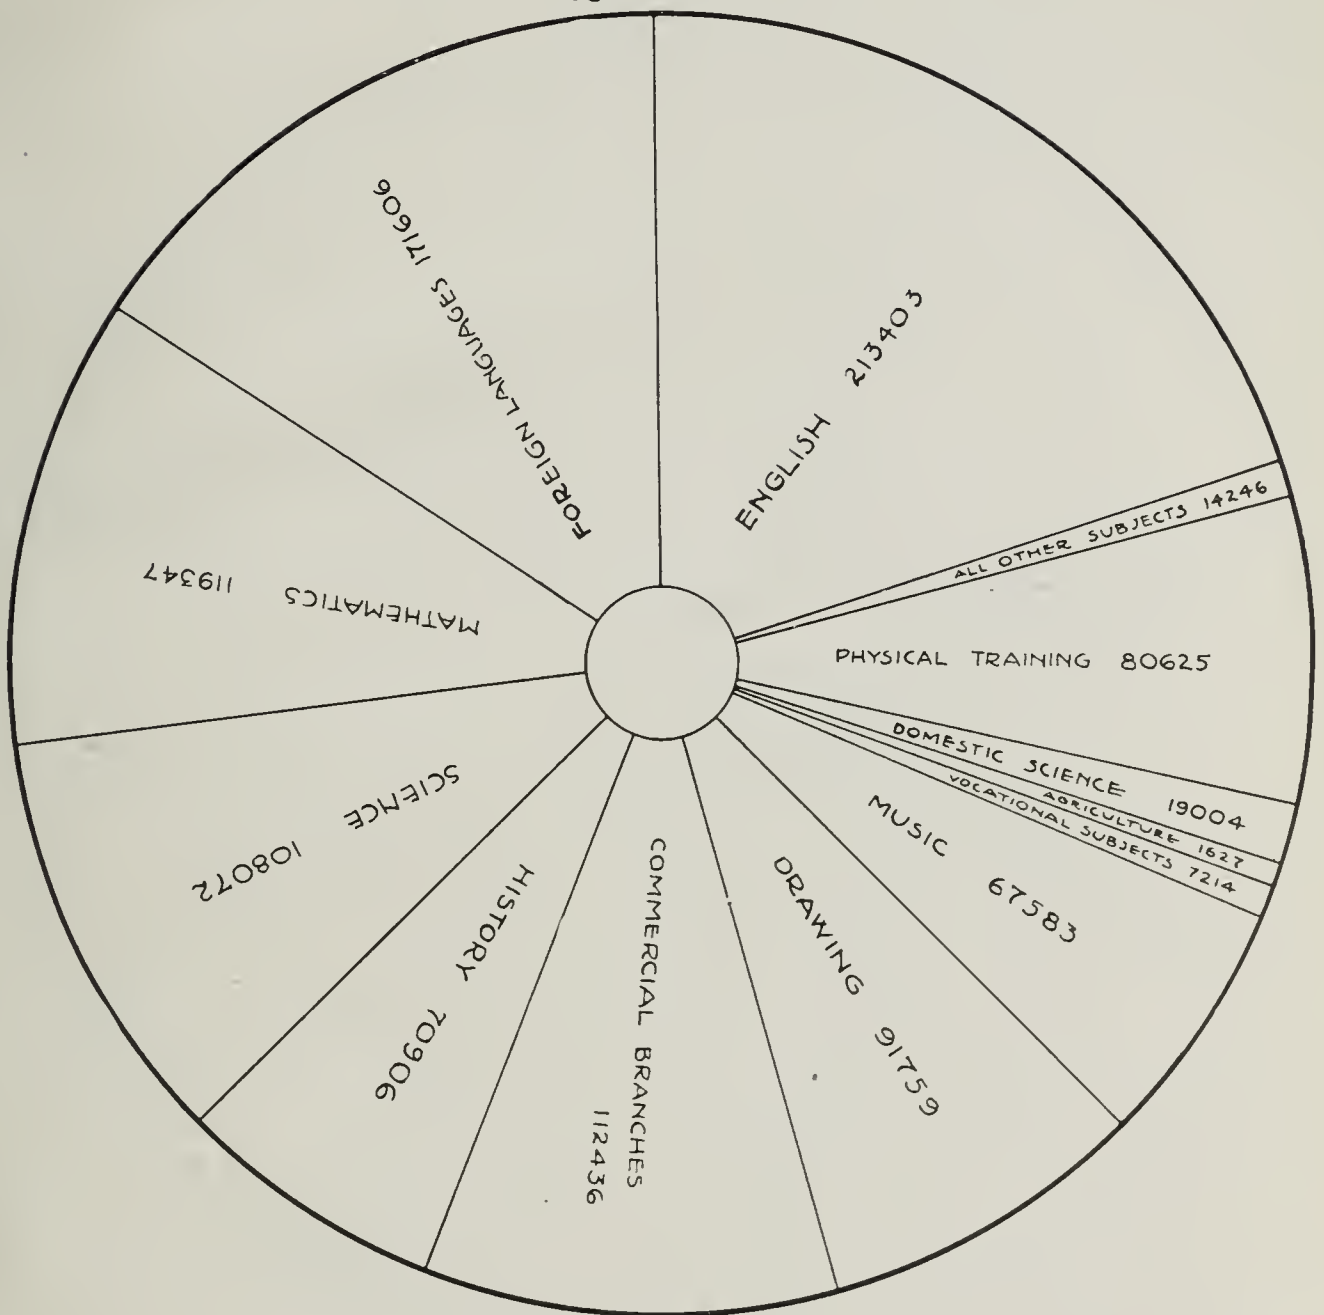 ENGLISH 213403
ALL OTHER SUBJECTS 14246
PHYSICAL TRAINING 80625
DOMESTIC SCIENCE 19004
AGRICULTURE 1627
VOCATIONAL SUBJECTS 7214
MUSIC 67583
DRAWING 91759
COMMERCIAL BRANCHES
112436
HISTORY 70906
SCIENCE 108072
MATHEMATICS 119347
FOREIGN LANGUAGES 171606